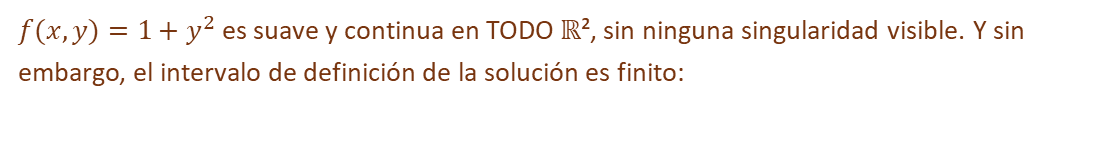 f(x, y) = 1 + y² es suave y continua en TODO ℝ², sin ninguna singularidad visible. Y sin
embargo, el intervalo de definición de la solución es finito: